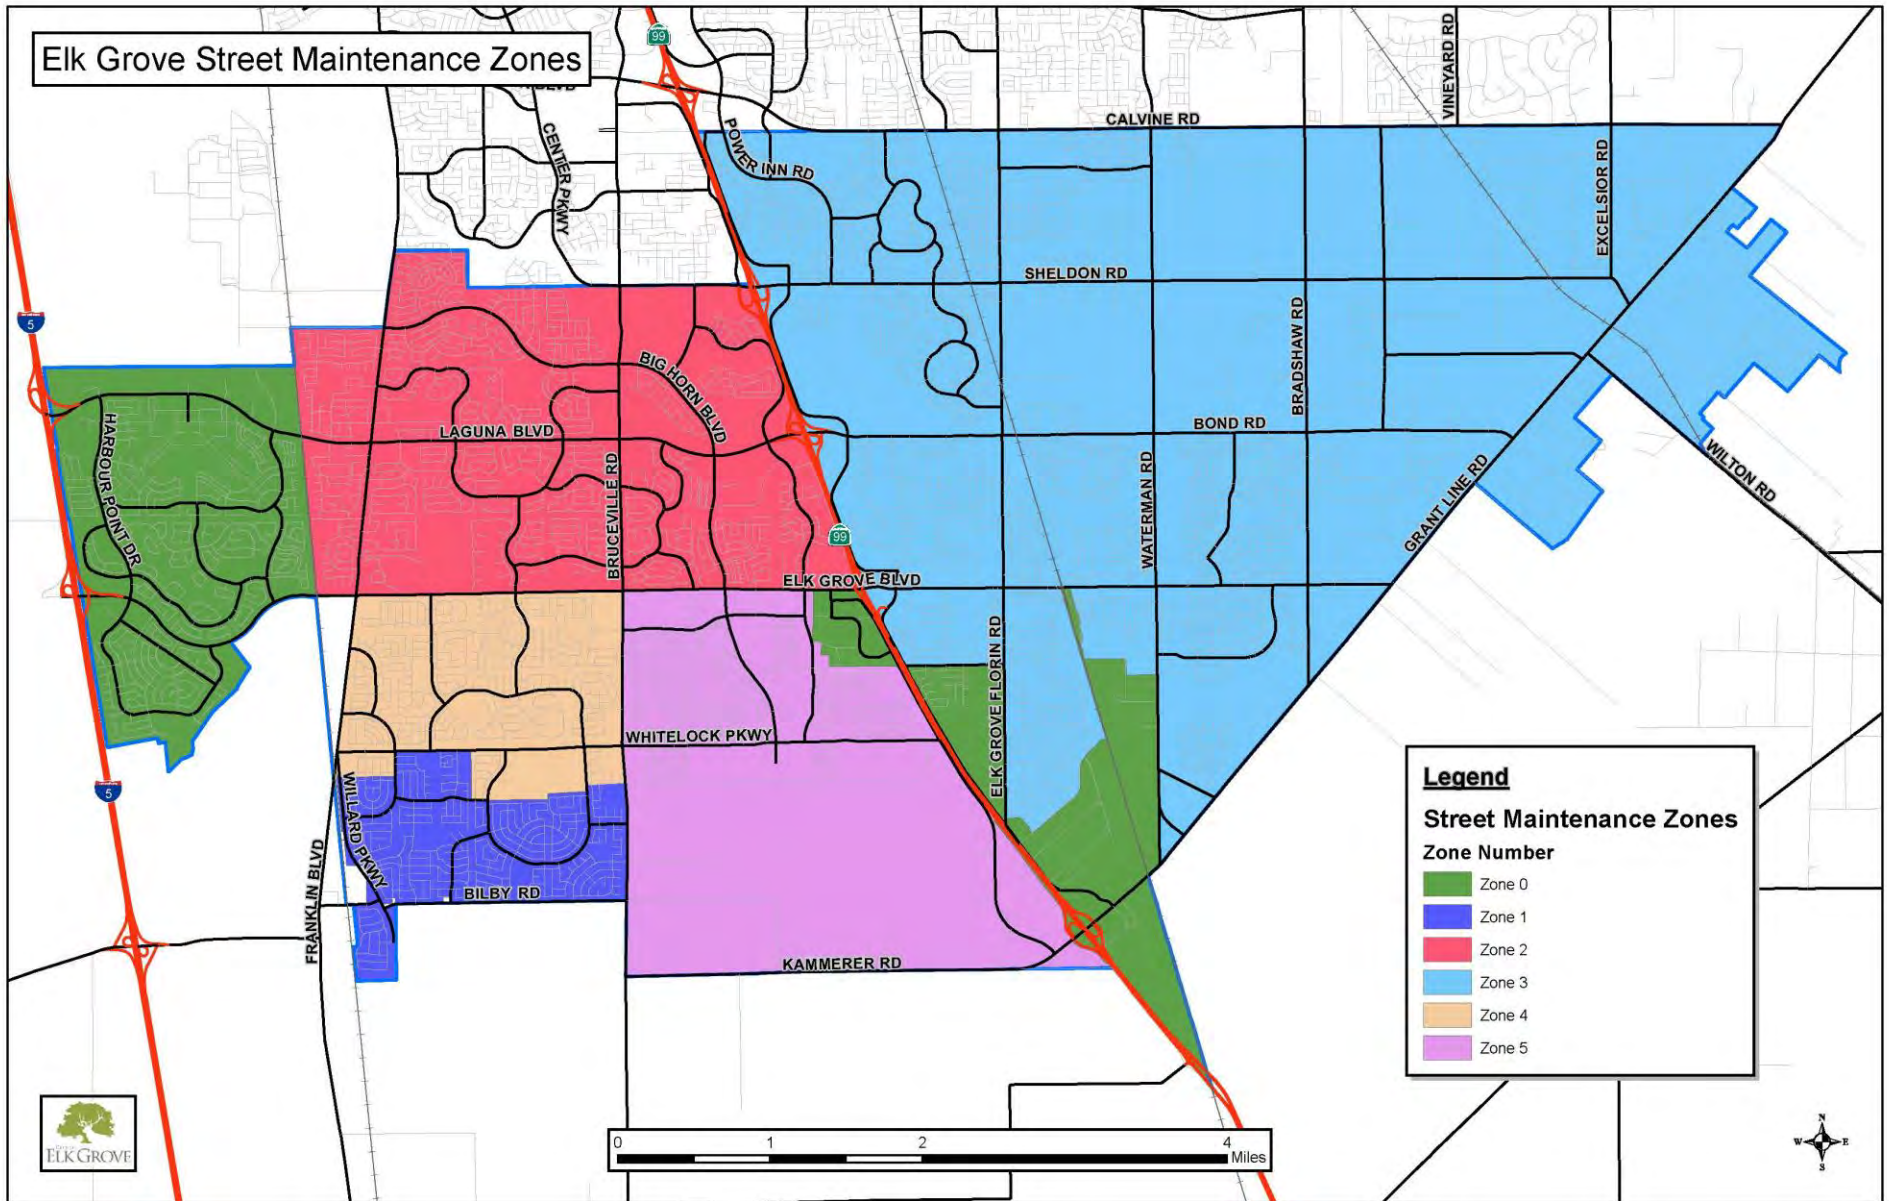 Elk Grove Street Maintenance Zones
99
BLVD
CENTER PKWY
POWER INN RD
CALVINE RD
VINEYARD RD
EXCELSIOR RD
SHELDON RD
5
BIG HORN BLVD
BRADSHAW RD
HARBOUR POINT DR
LAGUNA BLVD
BOND RD
BRUCEVILLE RD
WATERMAN RD
GRANT LINE RD
WILTON RD
99
ELK GROVE BLVD
ELK GROVE FLORIN RD
WHITELOCK PKWY
5
WILLARD PKWY
FRANKLIN BLVD
BILBY RD
KAMMERER RD
Legend
Street Maintenance Zones
Zone Number
Zone 0
Zone 1
Zone 2
Zone 3
Zone 4
Zone 5
ELK GROVE
0 1 2 4
Miles
N
W E
S